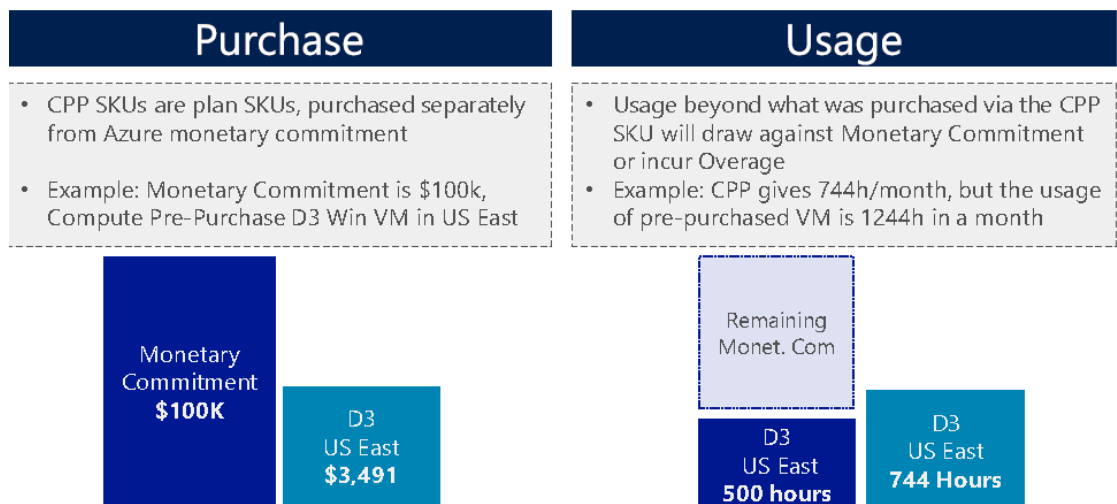 Purchase
• CPP SKUs are plan SKUs, purchased separately
from Azure monetary commitment
• Example: Monetary Commitment is $100k,
Compute Pre-Purchase D3 Win VM in US East
Monetary
Commitment
$100K
D3
US East
$3,491
Usage
• Usage beyond what was purchased via the CPP
SKU will draw against Monetary Commitment
or incur Overage
• Example: CPP gives 744h/month, but the usage
of pre-purchased VM is 1244h in a month
Remaining
Monet. Com
D3
US East
500 hours
D3
US East
744 Hours